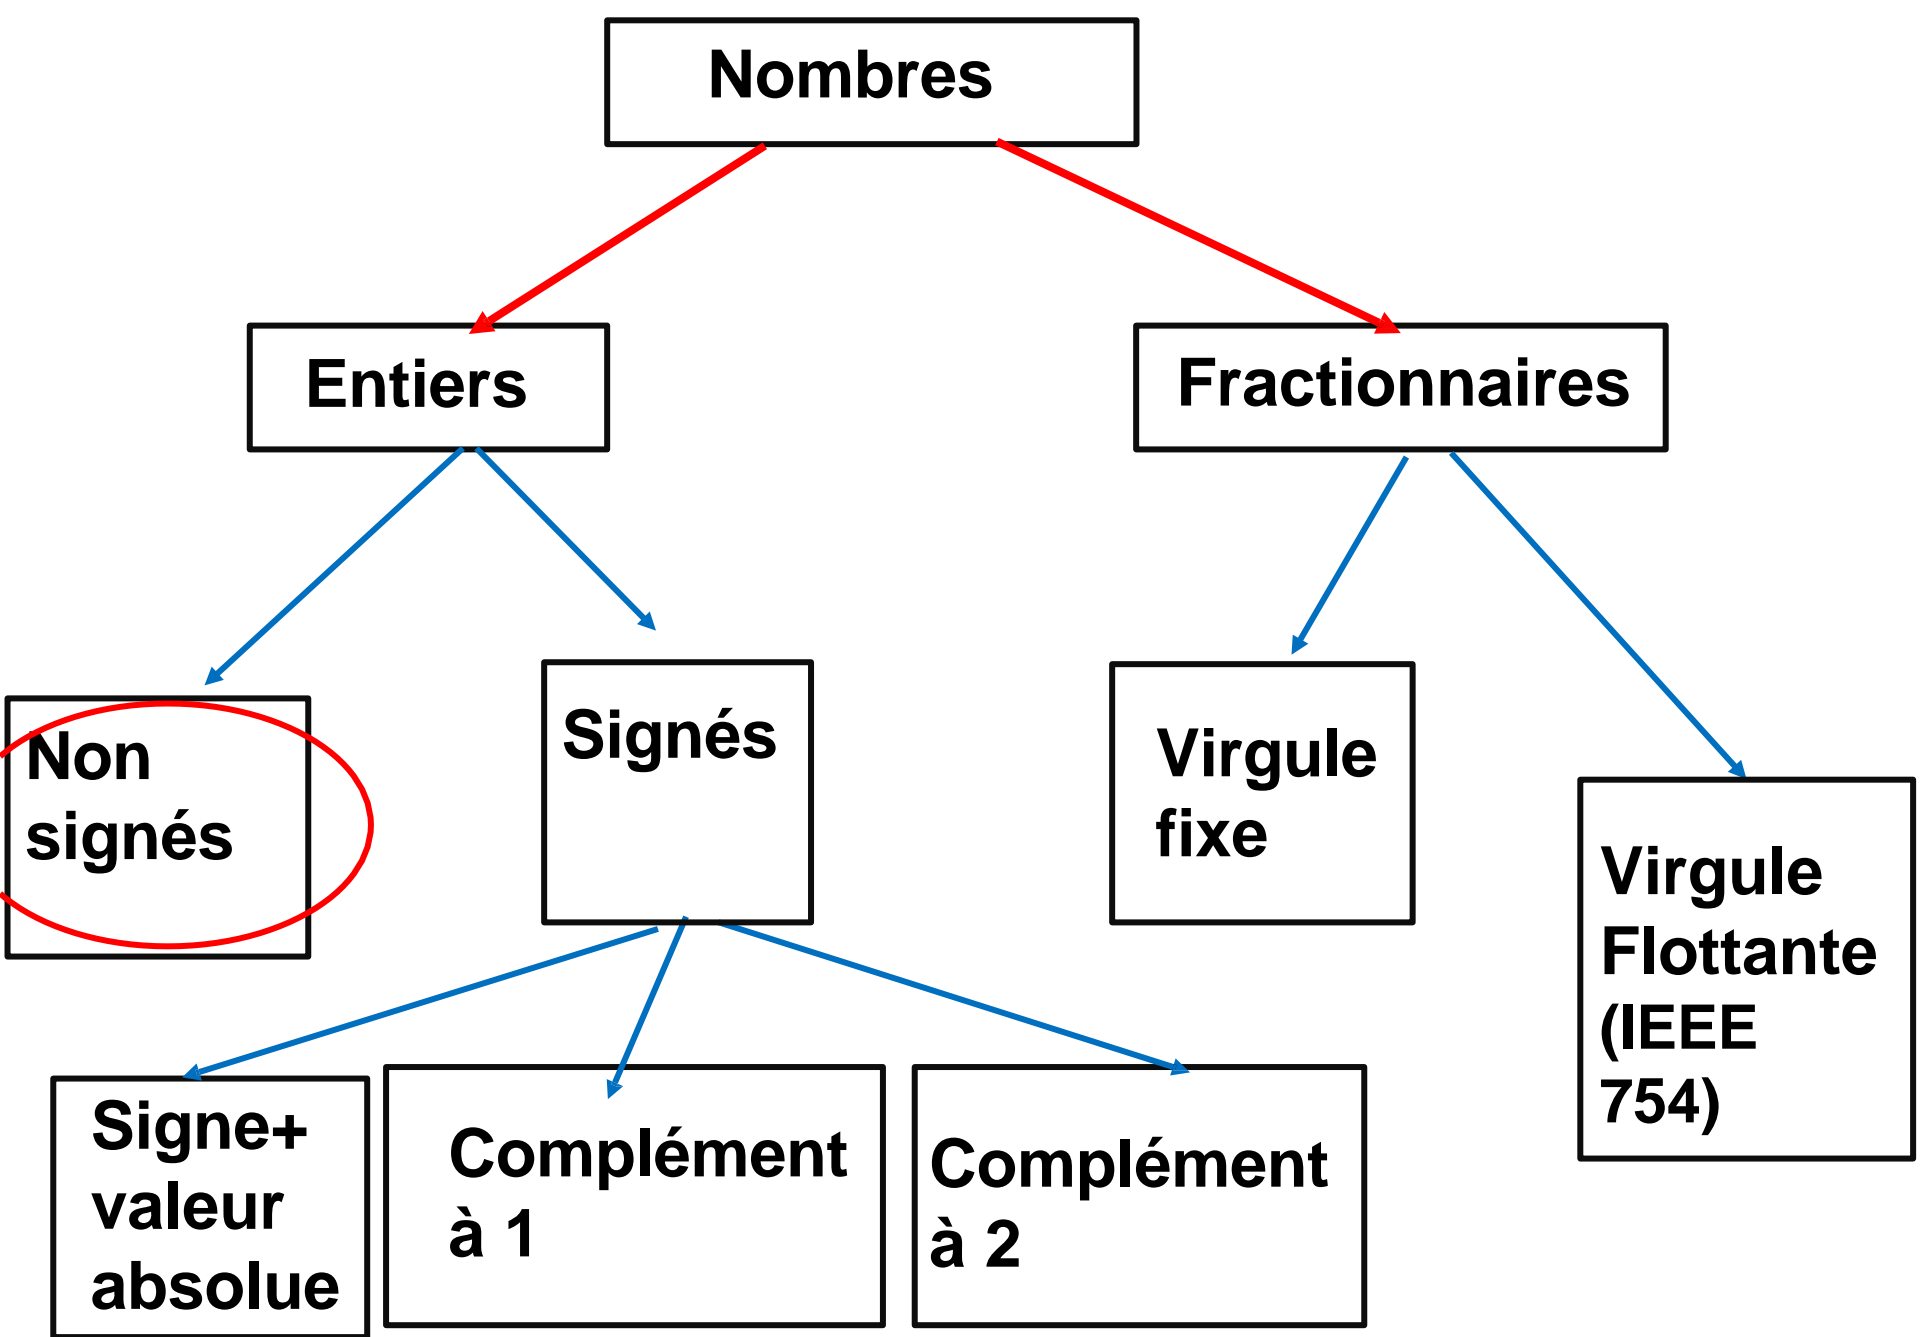 Nombres
Entiers
Fractionnaires
Non
signés
Signés
Virgule
fixe
Virgule
Flottante
(IEEE
754)
Signe+
valeur
absolue
Complément
à 1
Complément
à 2